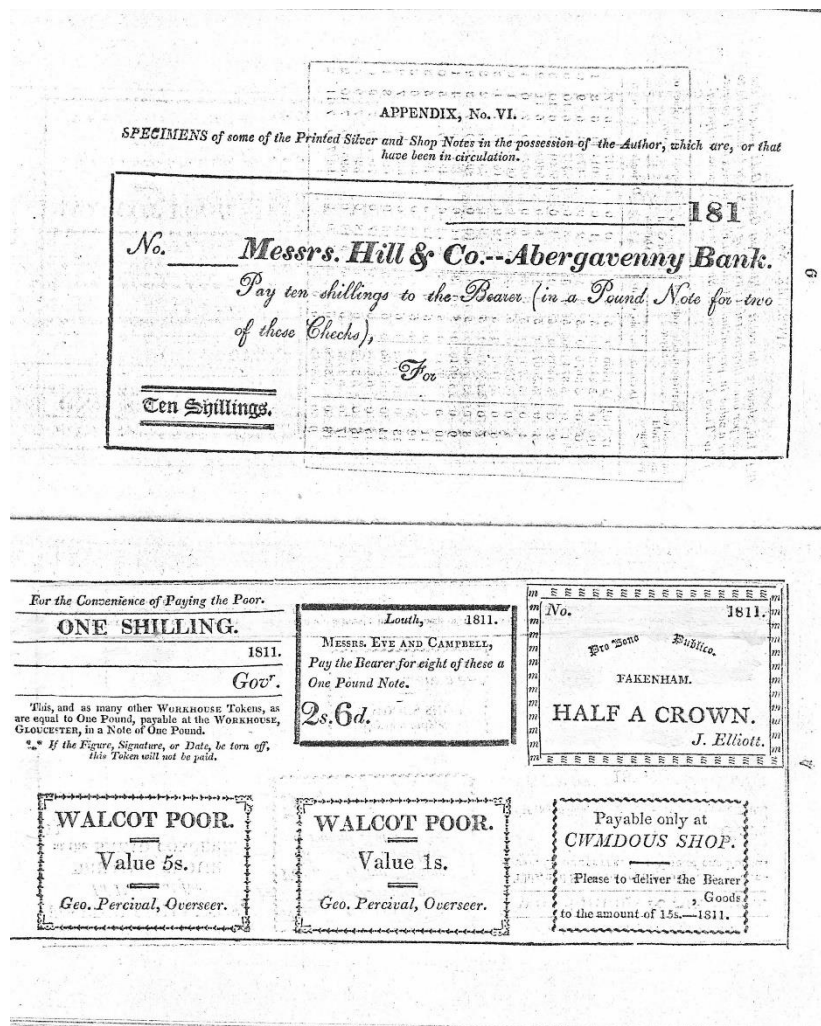 APPENDIX, No. VI.
SPECIMENS of some of the Printed Silver and Shop Notes in the possession of the Author, which are, or that
have been in circulation.
181
No. Messrs. Hill & Co.--Abergavenny Bank.
Pay ten shillings to the Bearer (in a Pound Note for two
of these Checks),
For
Ten Shillings.
For the Convenience of Paying the Poor.
ONE SHILLING.
1811.
Govr.
This, and as many other WORKHOUSE Tokens, as
are equal to One Pound, payable at the WORKHOUSE,
GLOUCESTER, in a Note of One Pound.
*** If the Figure, Signature, or Date, be torn off,
this Token will not be paid.
Louth, 1811.
MESSRS. EVE AND CAMPBELL,
Pay the Bearer for eight of these a
One Pound Note.
2s. 6d.
No. 1811.
Pro Bono Publico.
FAKENHAM.
HALF A CROWN.
J. Elliott.
WALCOT POOR.
Value 5s.
Geo. Percival, Overseer.
WALCOT POOR.
Value 1s.
Geo. Percival, Overseer.
Payable only at
CWMDOUS SHOP.
Please to deliver the Bearer
, Goods
to the amount of 15s.—1811.